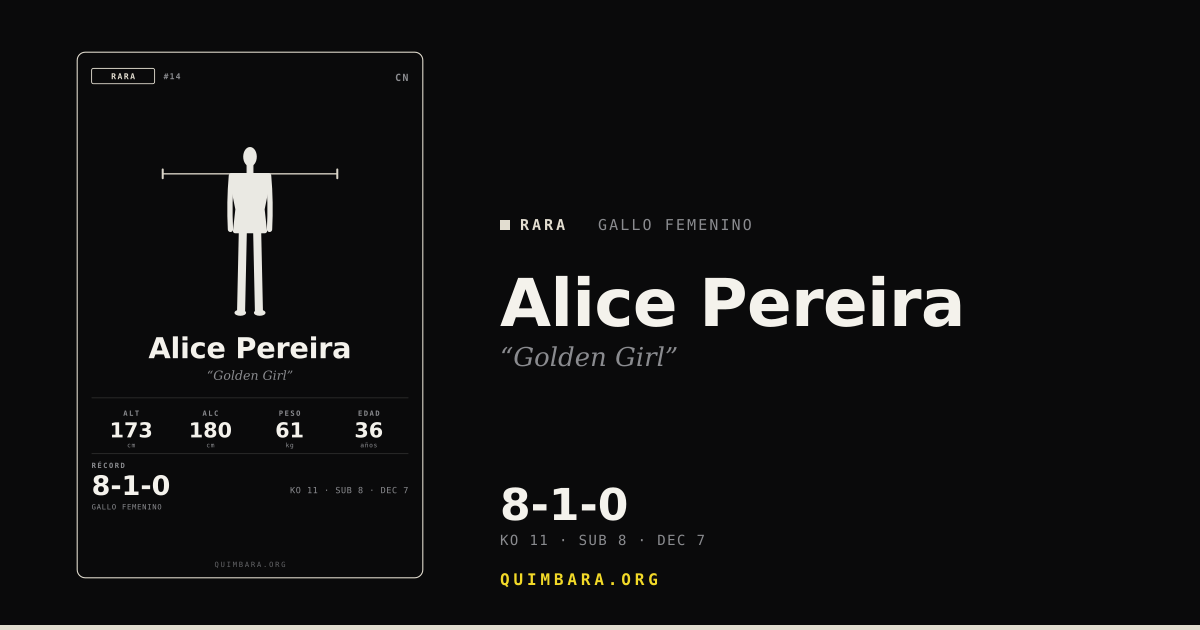 RARA #14 CN
Alice Pereira
“Golden Girl”
ALT ALC PESO EDAD
173 180 61 36
cm cm kg años
RÉCORD
8-1-0
KO 11 · SUB 8 · DEC 7
GALLO FEMENINO
QUIMBARA.ORG
RARA GALLO FEMENINO
Alice Pereira
“Golden Girl”
8-1-0
KO 11 · SUB 8 · DEC 7
QUIMBARA.ORG